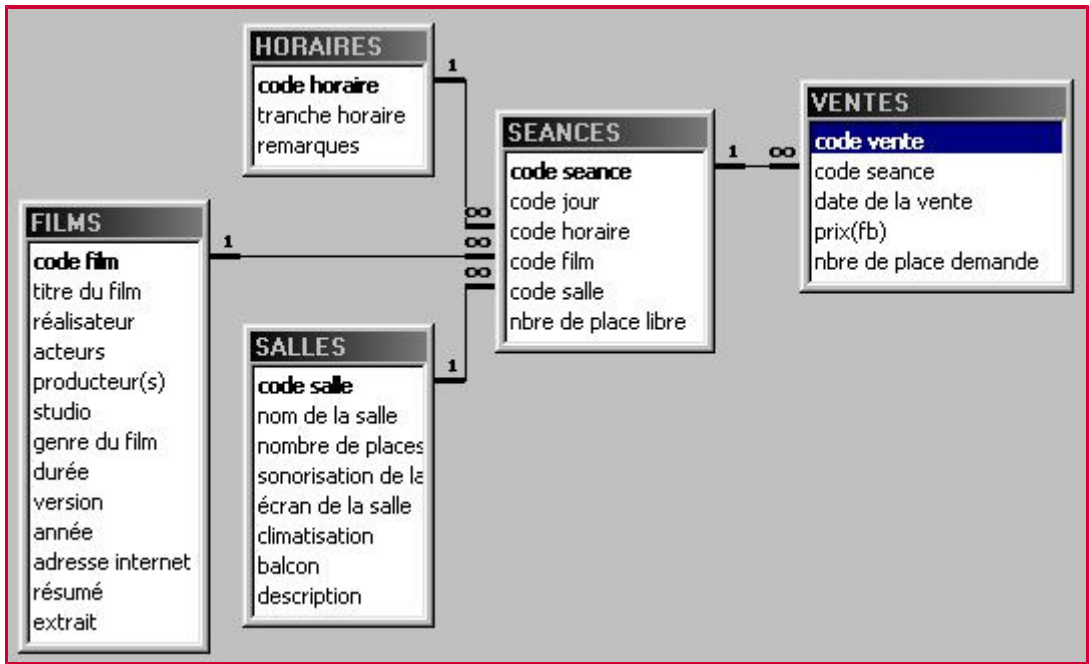 HORAIRES
code horaire
tranche horaire
remarques
1
SEANCES
code seance
code jour
code horaire
code film
code salle
nbre de place libre
∞
∞
∞
1
∞
VENTES
code vente
code seance
date de la vente
prix(fb)
nbre de place demande
FILMS
code film
titre du film
réalisateur
acteurs
producteur(s)
studio
genre du film
durée
version
année
adresse internet
résumé
extrait
1
SALLES
code salle
nom de la salle
nombre de places
sonorisation de la
écran de la salle
climatisation
balcon
description
1